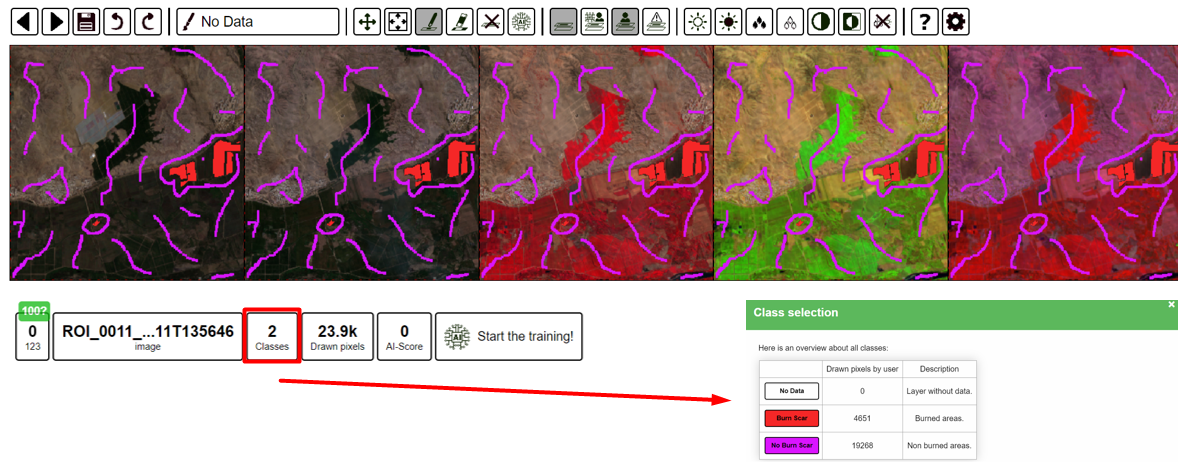 No Data
AI
?
100?
0
123
ROI_0011_...11T135646
image
2
Classes
23.9k
Drawn pixels
0
AI-Score
AI
Start the training!
Class selection
×
Here is an overview about all classes:
Drawn pixels by user Description
No Data 0 Layer without data.
Burn Scar 4651 Burned areas.
No Burn Scar 19268 Non burned areas.